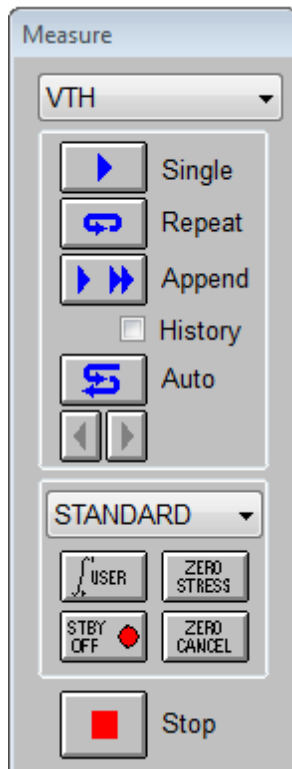 Measure
VTH
Single
Repeat
Append
History
Auto
STANDARD
USER
ZERO
STRESS
STBY
OFF
ZERO
CANCEL
Stop